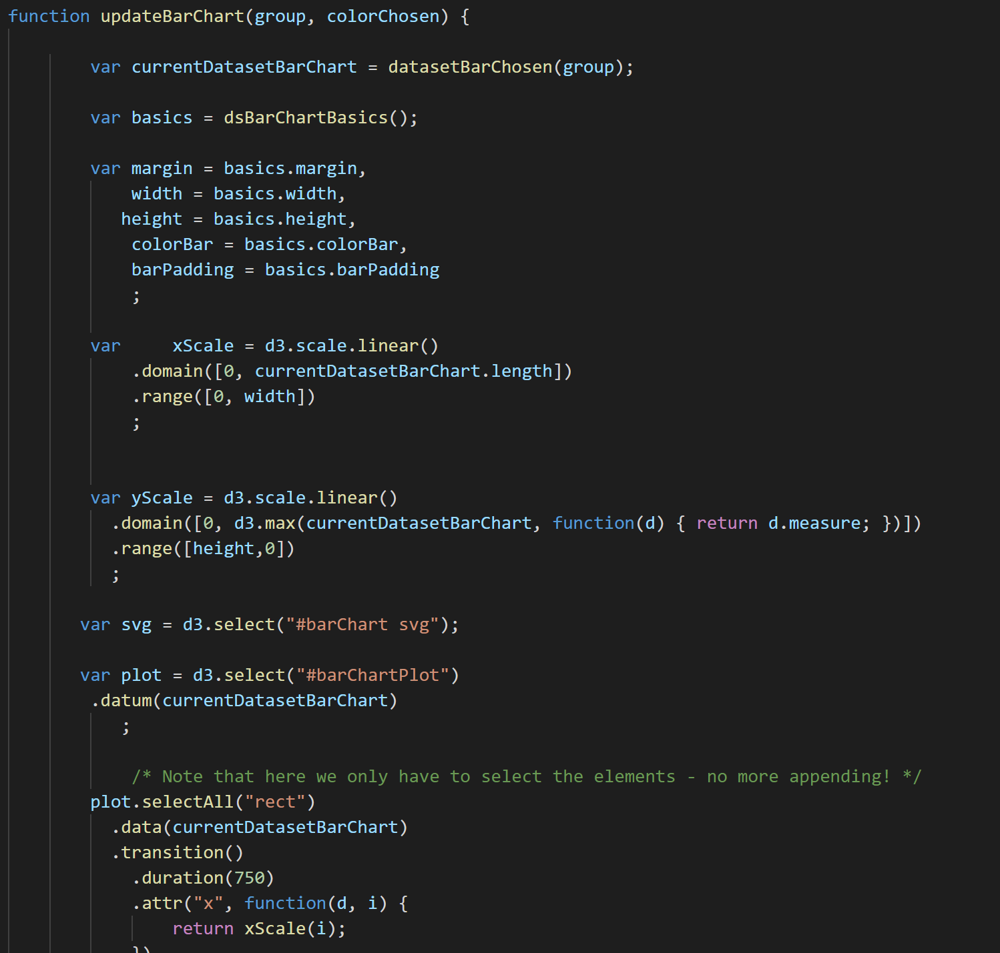 function updateBarChart(group, colorChosen) {
var currentDatasetBarChart = datasetBarChosen(group);
var basics = dsBarChartBasics();
var margin = basics.margin,
width = basics.width,
height = basics.height,
colorBar = basics.colorBar,
barPadding = basics.barPadding
;
var     xScale = d3.scale.linear()
.domain([0, currentDatasetBarChart.length])
.range([0, width])
;
var yScale = d3.scale.linear()
.domain([0, d3.max(currentDatasetBarChart, function(d) { return d.measure; })])
.range([height,0])
;
var svg = d3.select("#barChart svg");
var plot = d3.select("#barChartPlot")
.datum(currentDatasetBarChart)
;
/* Note that here we only have to select the elements - no more appending! */
plot.selectAll("rect")
.data(currentDatasetBarChart)
.transition()
.duration(750)
.attr("x", function(d, i) {
return xScale(i);
})